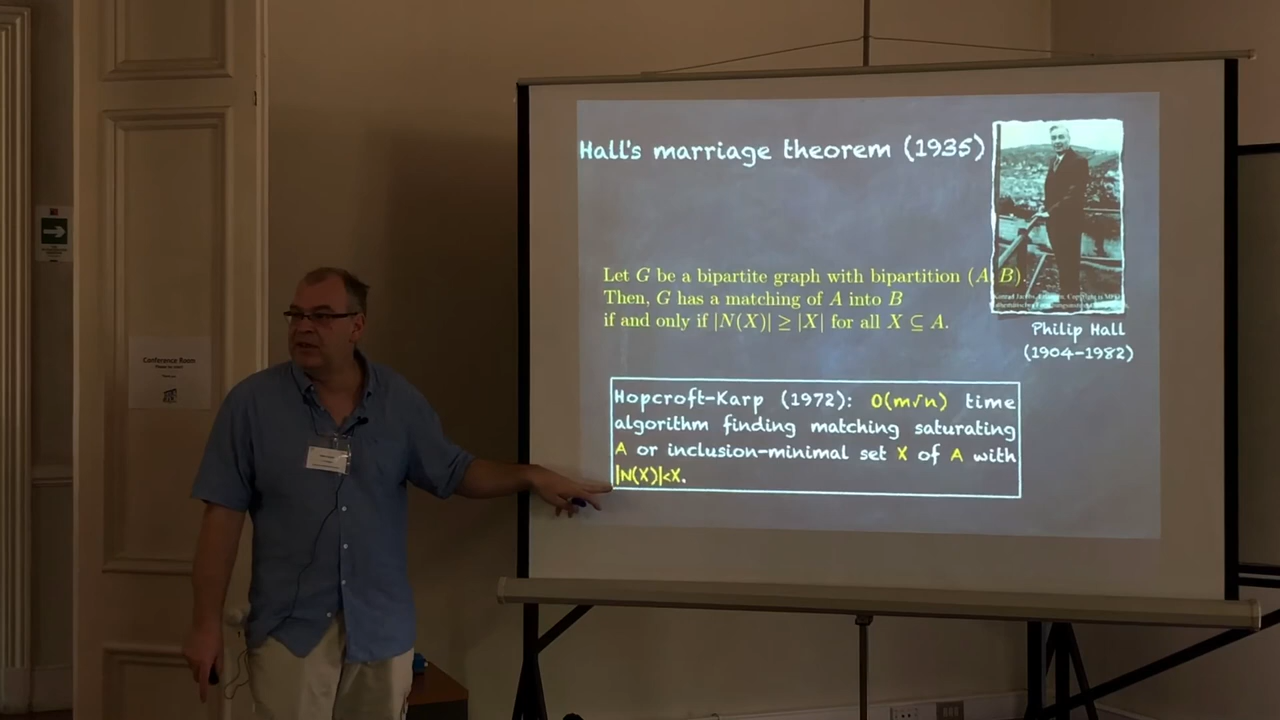 Hall's marriage theorem (1935)
Let G be a bipartite graph with bipartition (A, B).
Then, G has a matching of A into B
if and only if |N(X)| ≥ |X| for all X ⊆ A.
Philip Hall
(1904–1982)
Hopcroft-Karp (1972): O(m√n) time
algorithm finding matching saturating
A or inclusion-minimal set X of A with
|N(X)|<X.
Conference Room